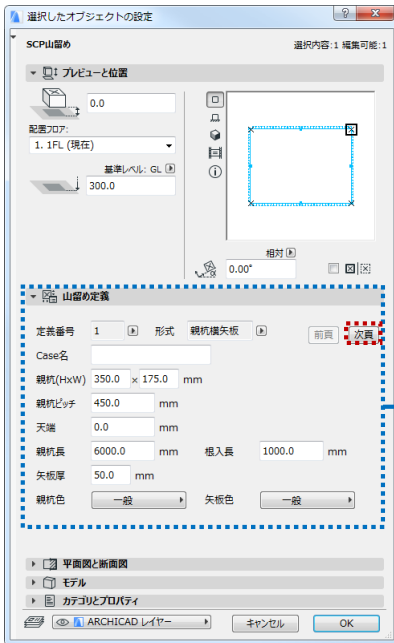 選択したオブジェクトの設定
SCP山留め 選択内容:1 編集可能:1
プレビューと位置
0.0
配置フロア:
1. 1FL (現在)
基準レベル: GL
300.0
相対
0.00°
山留め定義
定義番号 1 形式 親杭横矢板 前頁 次頁
Case名
親杭(HxW) 350.0 × 175.0 mm
親杭ピッチ 450.0 mm
天端 0.0 mm
親杭長 6000.0 mm 根入長 1000.0 mm
矢板厚 50.0 mm
親杭色 一般 矢板色 一般
平面図と断面図
モデル
カテゴリとプロパティ
ARCHICAD レイヤー キャンセル OK